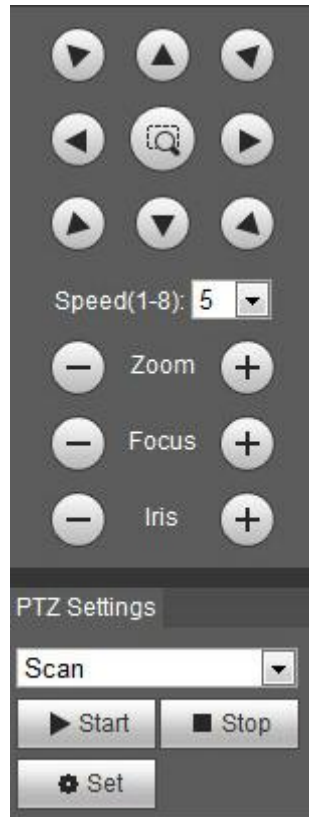 Speed(1-8): 5
Zoom
Focus
Iris
PTZ Settings
Scan
Start Stop
Set